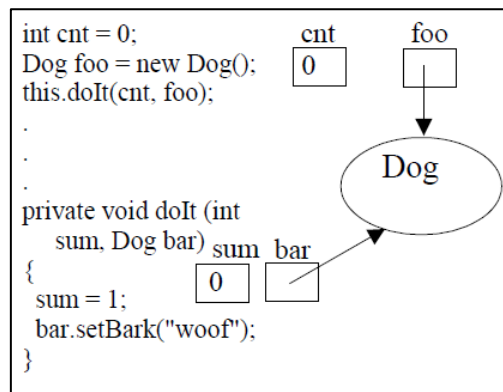 int cnt = 0;
cnt
foo
Dog foo = new Dog();
0
this.doIt(cnt, foo);
.
.
.
Dog
private void doIt (int
sum, Dog bar)
sum bar
{
0
sum = 1;
bar.setBark("woof");
}